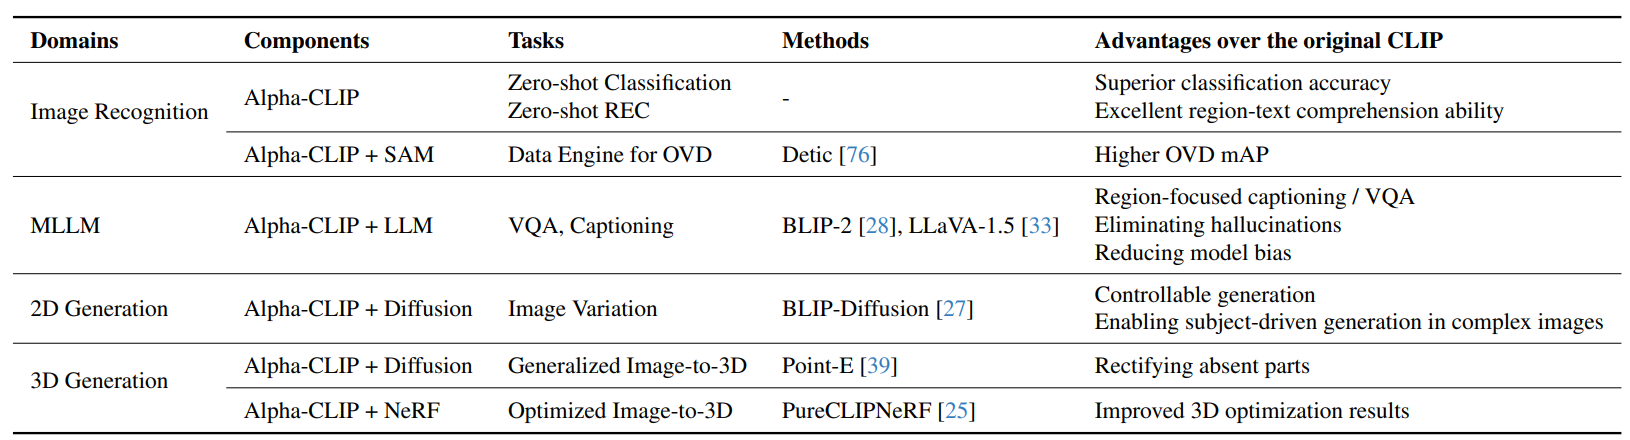 Domains Components Tasks Methods Advantages over the original CLIP
Image Recognition Alpha-CLIP Zero-shot Classification - Superior classification accuracy
Zero-shot REC Excellent region-text comprehension ability
Alpha-CLIP + SAM Data Engine for OVD Detic [76] Higher OVD mAP
MLLM Alpha-CLIP + LLM VQA, Captioning BLIP-2 [28], LLaVA-1.5 [33] Region-focused captioning / VQA
Eliminating hallucinations
Reducing model bias
2D Generation Alpha-CLIP + Diffusion Image Variation BLIP-Diffusion [27] Controllable generation
Enabling subject-driven generation in complex images
3D Generation Alpha-CLIP + Diffusion Generalized Image-to-3D Point-E [39] Rectifying absent parts
Alpha-CLIP + NeRF Optimized Image-to-3D PureCLIPNeRF [25] Improved 3D optimization results